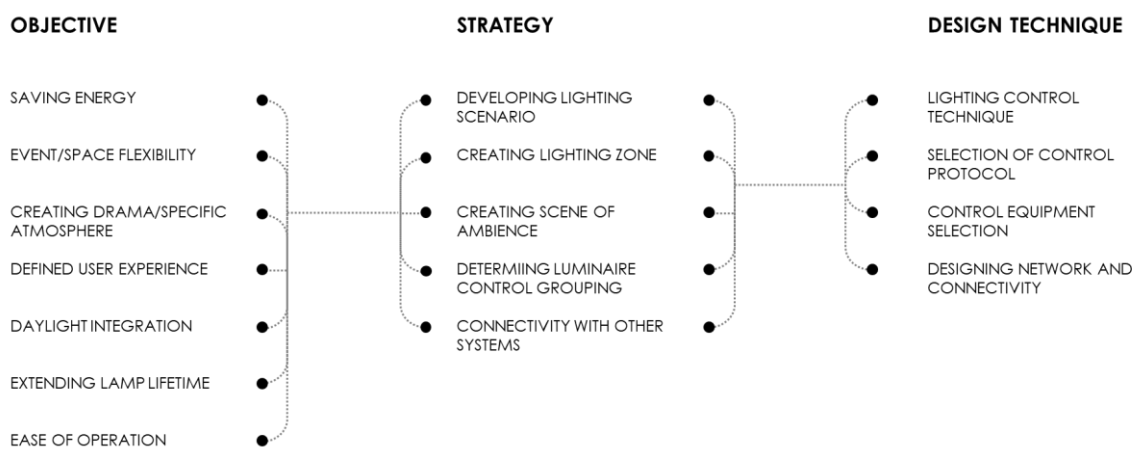 OBJECTIVE
SAVING ENERGY
EVENT/SPACE FLEXIBILITY
CREATING DRAMA/SPECIFIC
ATMOSPHERE
DEFINED USER EXPERIENCE
DAYLIGHT INTEGRATION
EXTENDING LAMP LIFETIME
EASE OF OPERATION
STRATEGY
DEVELOPING LIGHTING
SCENARIO
CREATING LIGHTING ZONE
CREATING SCENE OF
AMBIENCE
DETERMIING LUMINAIRE
CONTROL GROUPING
CONNECTIVITY WITH OTHER
SYSTEMS
DESIGN TECHNIQUE
LIGHTING CONTROL
TECHNIQUE
SELECTION OF CONTROL
PROTOCOL
CONTROL EQUIPMENT
SELECTION
DESIGNING NETWORK AND
CONNECTIVITY